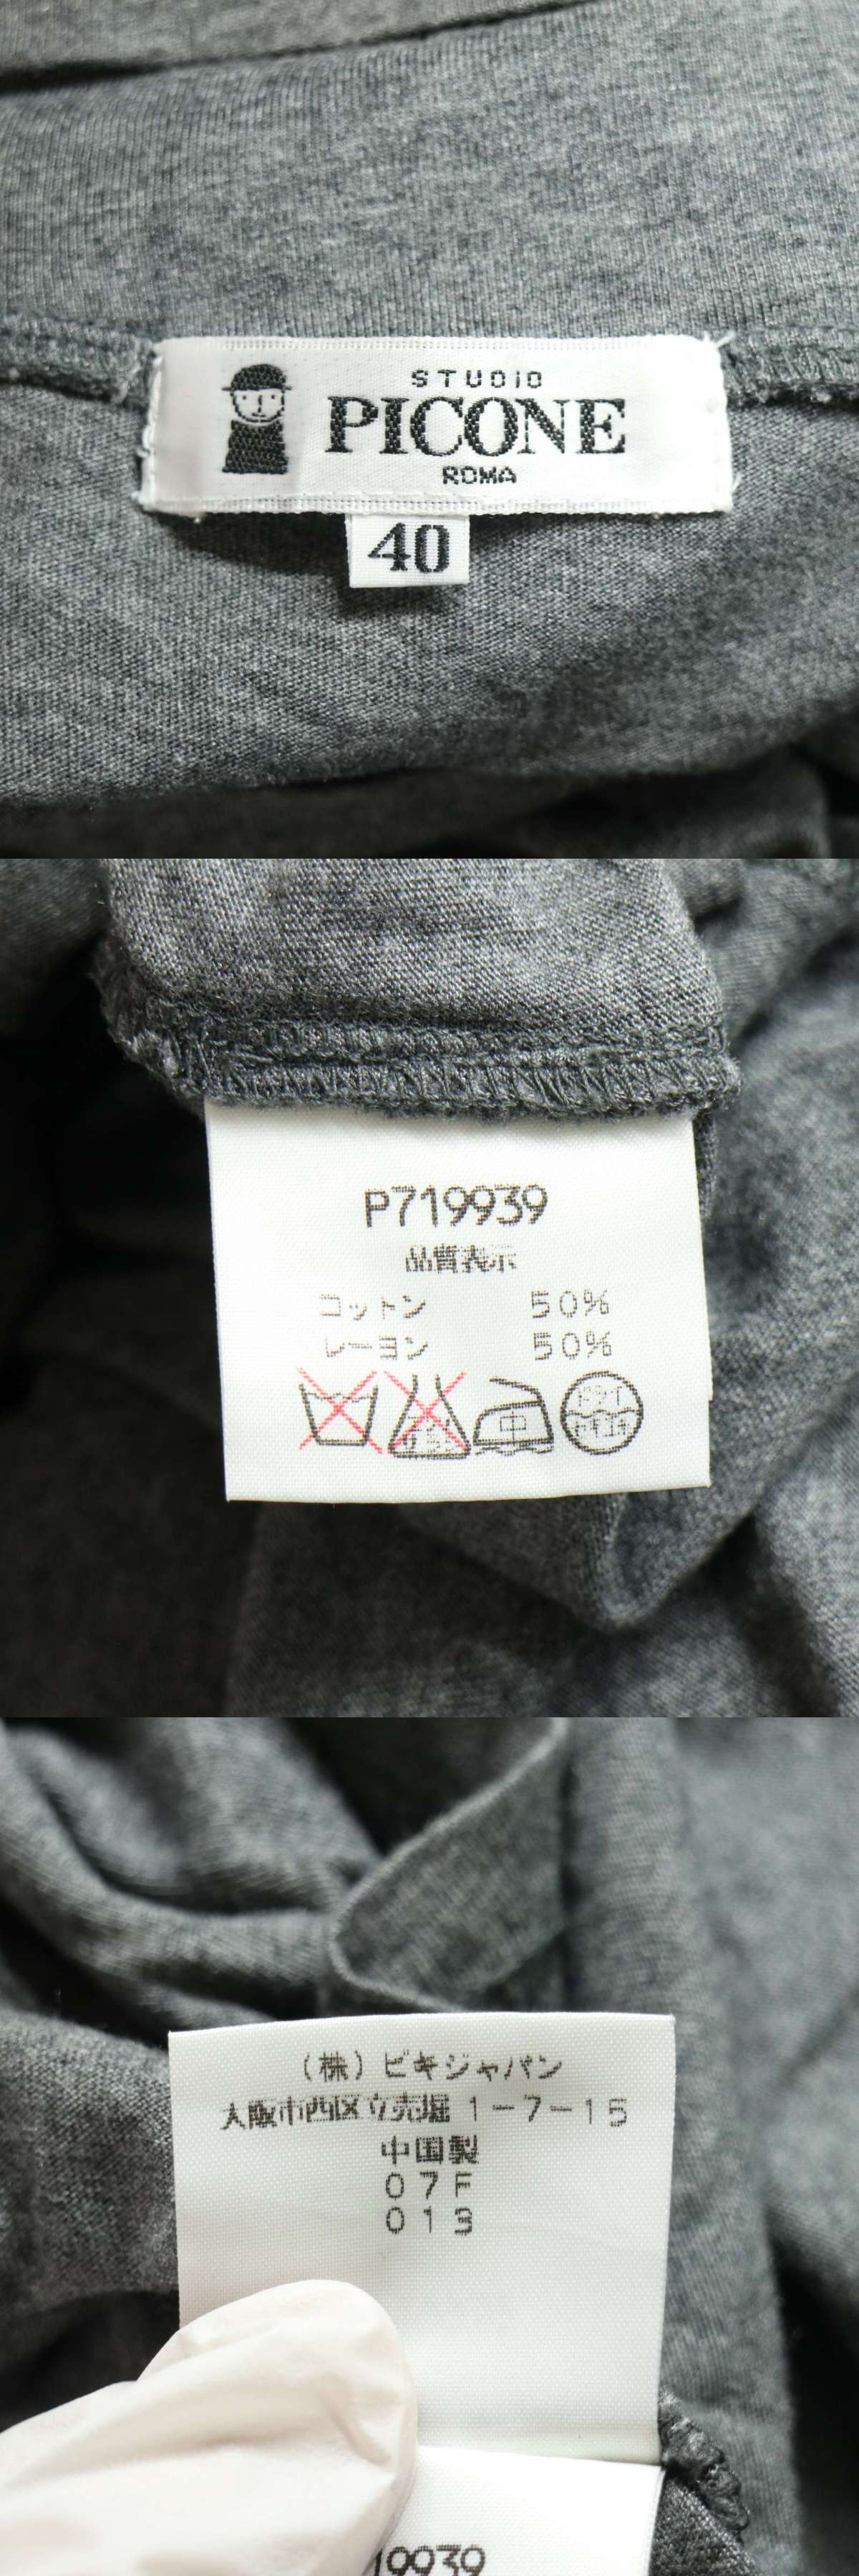 STUDIO
PICONE
ROMA
40
P719939
品質表示
コットン 50%
レーヨン 50%
中
(株)ビキジャパン
大阪市西区立売堀 1-7-15
中国製
07F
013
19939